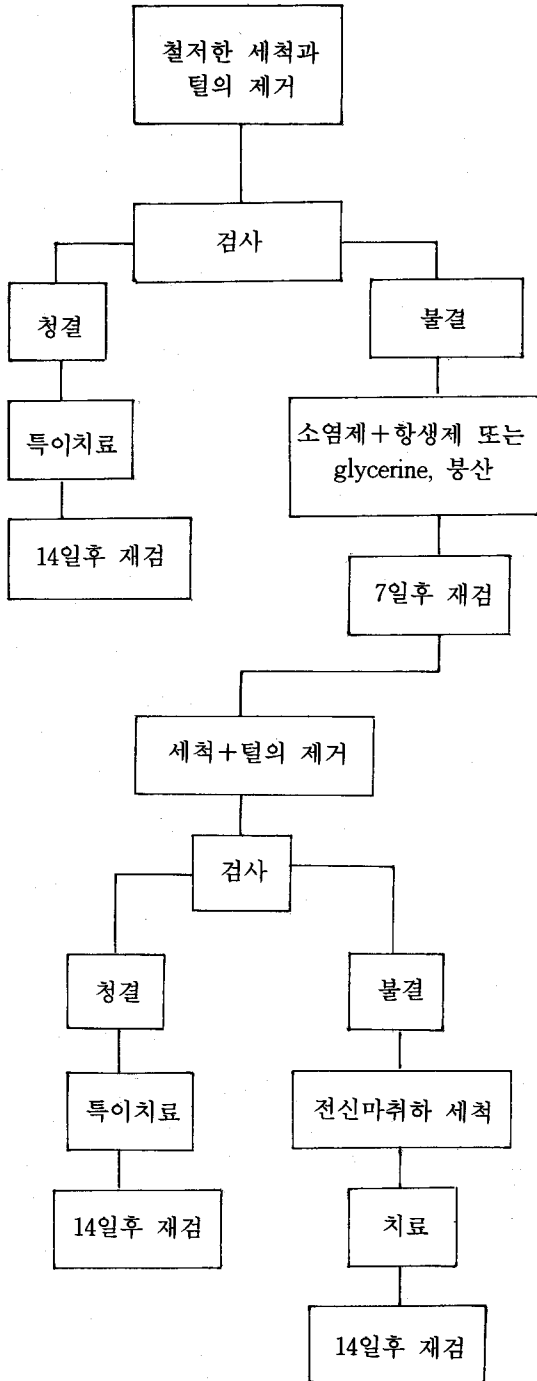 철저한 세척과
털의 제거
검사
청결
불결
특이치료
소염제+항생제 또는
glycerine, 붕산
14일후 재검
7일후 재검
세척+털의 제거
검사
청결
불결
특이치료
전신마취하 세척
14일후 재검
치료
14일후 재검